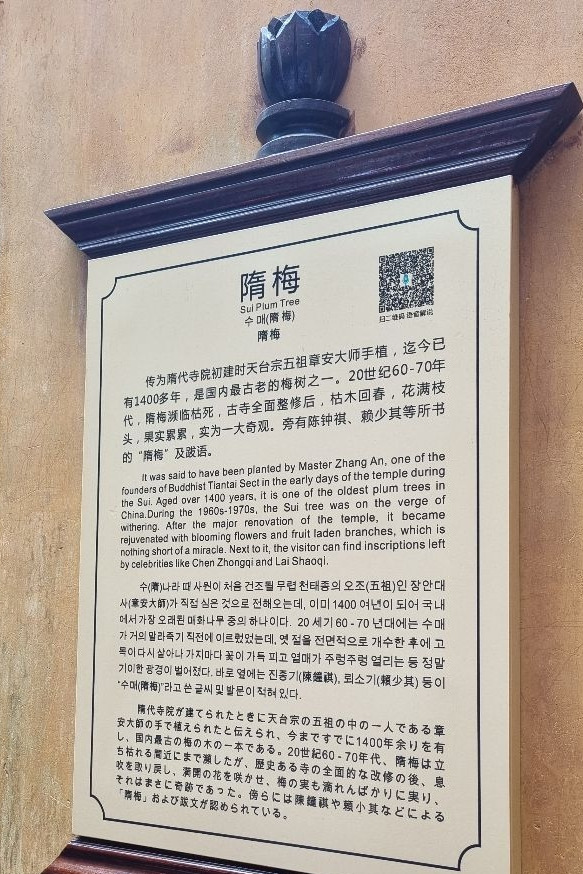 隋梅
Sui Plum Tree
수매(隋梅)
隋梅
扫二维码 语音解说
传为隋代寺院初建时天台宗五祖章安大师手植，迄今已
有1400多年，是国内最古老的梅树之一。20世纪60-70年
代，隋梅濒临枯死，古寺全面整修后，枯木回春，花满枝
头，果实累累，实为一大奇观。旁有陈钟祺、赖少其等所书
的“隋梅”及跋语。
It was said to have been planted by Master Zhang An, one of the
founders of Buddhist Tiantai Sect in the early days of the temple during
the Sui. Aged over 1400 years, it is one of the oldest plum trees in
China.During the 1960s-1970s, the Sui tree was on the verge of
withering. After the major renovation of the temple, it became
rejuvenated with blooming flowers and fruit laden branches, which is
nothing short of a miracle. Next to it, the visitor can find inscriptions left
by celebrities like Chen Zhongqi and Lai Shaoqi.
수(隋)나라 때 사원이 처음 건조될 무렵 천태종의 오조(五祖)인 장안대
사(章安大師)가 직접 심은 것으로 전해오는데, 이미 1400 여년이 되어 국내
에서 가장 오래된 매화나무 중의 하나이다. 20 세기 60 - 70 년대에는 수매
가 거의 말라죽기 직전에 이르렀었는데, 옛 절을 전면적으로 개수한 후에 고
목이 다시 살아나 가지마다 꽃이 가득 피고 열매가 주렁주렁 열리는 등 정말
기이한 광경이 벌어졌다. 바로 옆에는 진종기(陳鐘祺), 뢰소기(賴少其) 등이
“수매(隋梅)”라고 쓴 글씨 및 발문이 적혀 있다.
隋代寺院が建てられたときに天台宗の五祖の中の一人である章
安大師の手で植えられたと伝えられ、今まですでに1400年余りを有
し、国内最古の梅の木の一本である。20世紀60-70年代、隋梅は立
ち枯れる間近にまで瀕したが、歴史ある寺の全面的な改修の後、息
吹を取り戻し、満開の花を咲かせ、梅の実も溢れんばかりに実り、
それはまさに奇跡であった。傍らには陳鐘祺や頼小其などによる
「隋梅」および跋文が認められている。